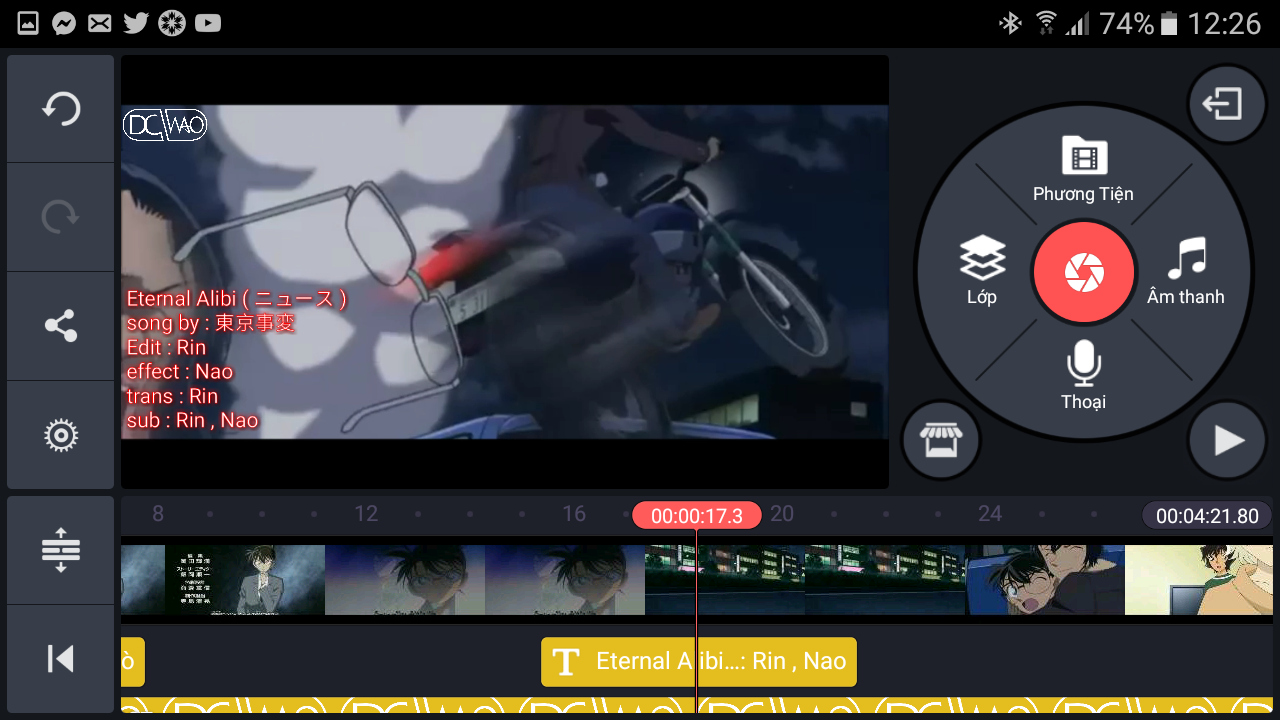 74% 12:26
DC/NAO
Eternal Alibi ( ニュース )
song by : 東京事変
Edit : Rin
effect : Nao
trans : Rin
sub : Rin , Nao
Phương Tiện
Lớp
Âm thanh
Thoại
8 12 16 00:00:17.3 20 24 00:04:21.80
ò
T Eternal Alibi...: Rin , Nao